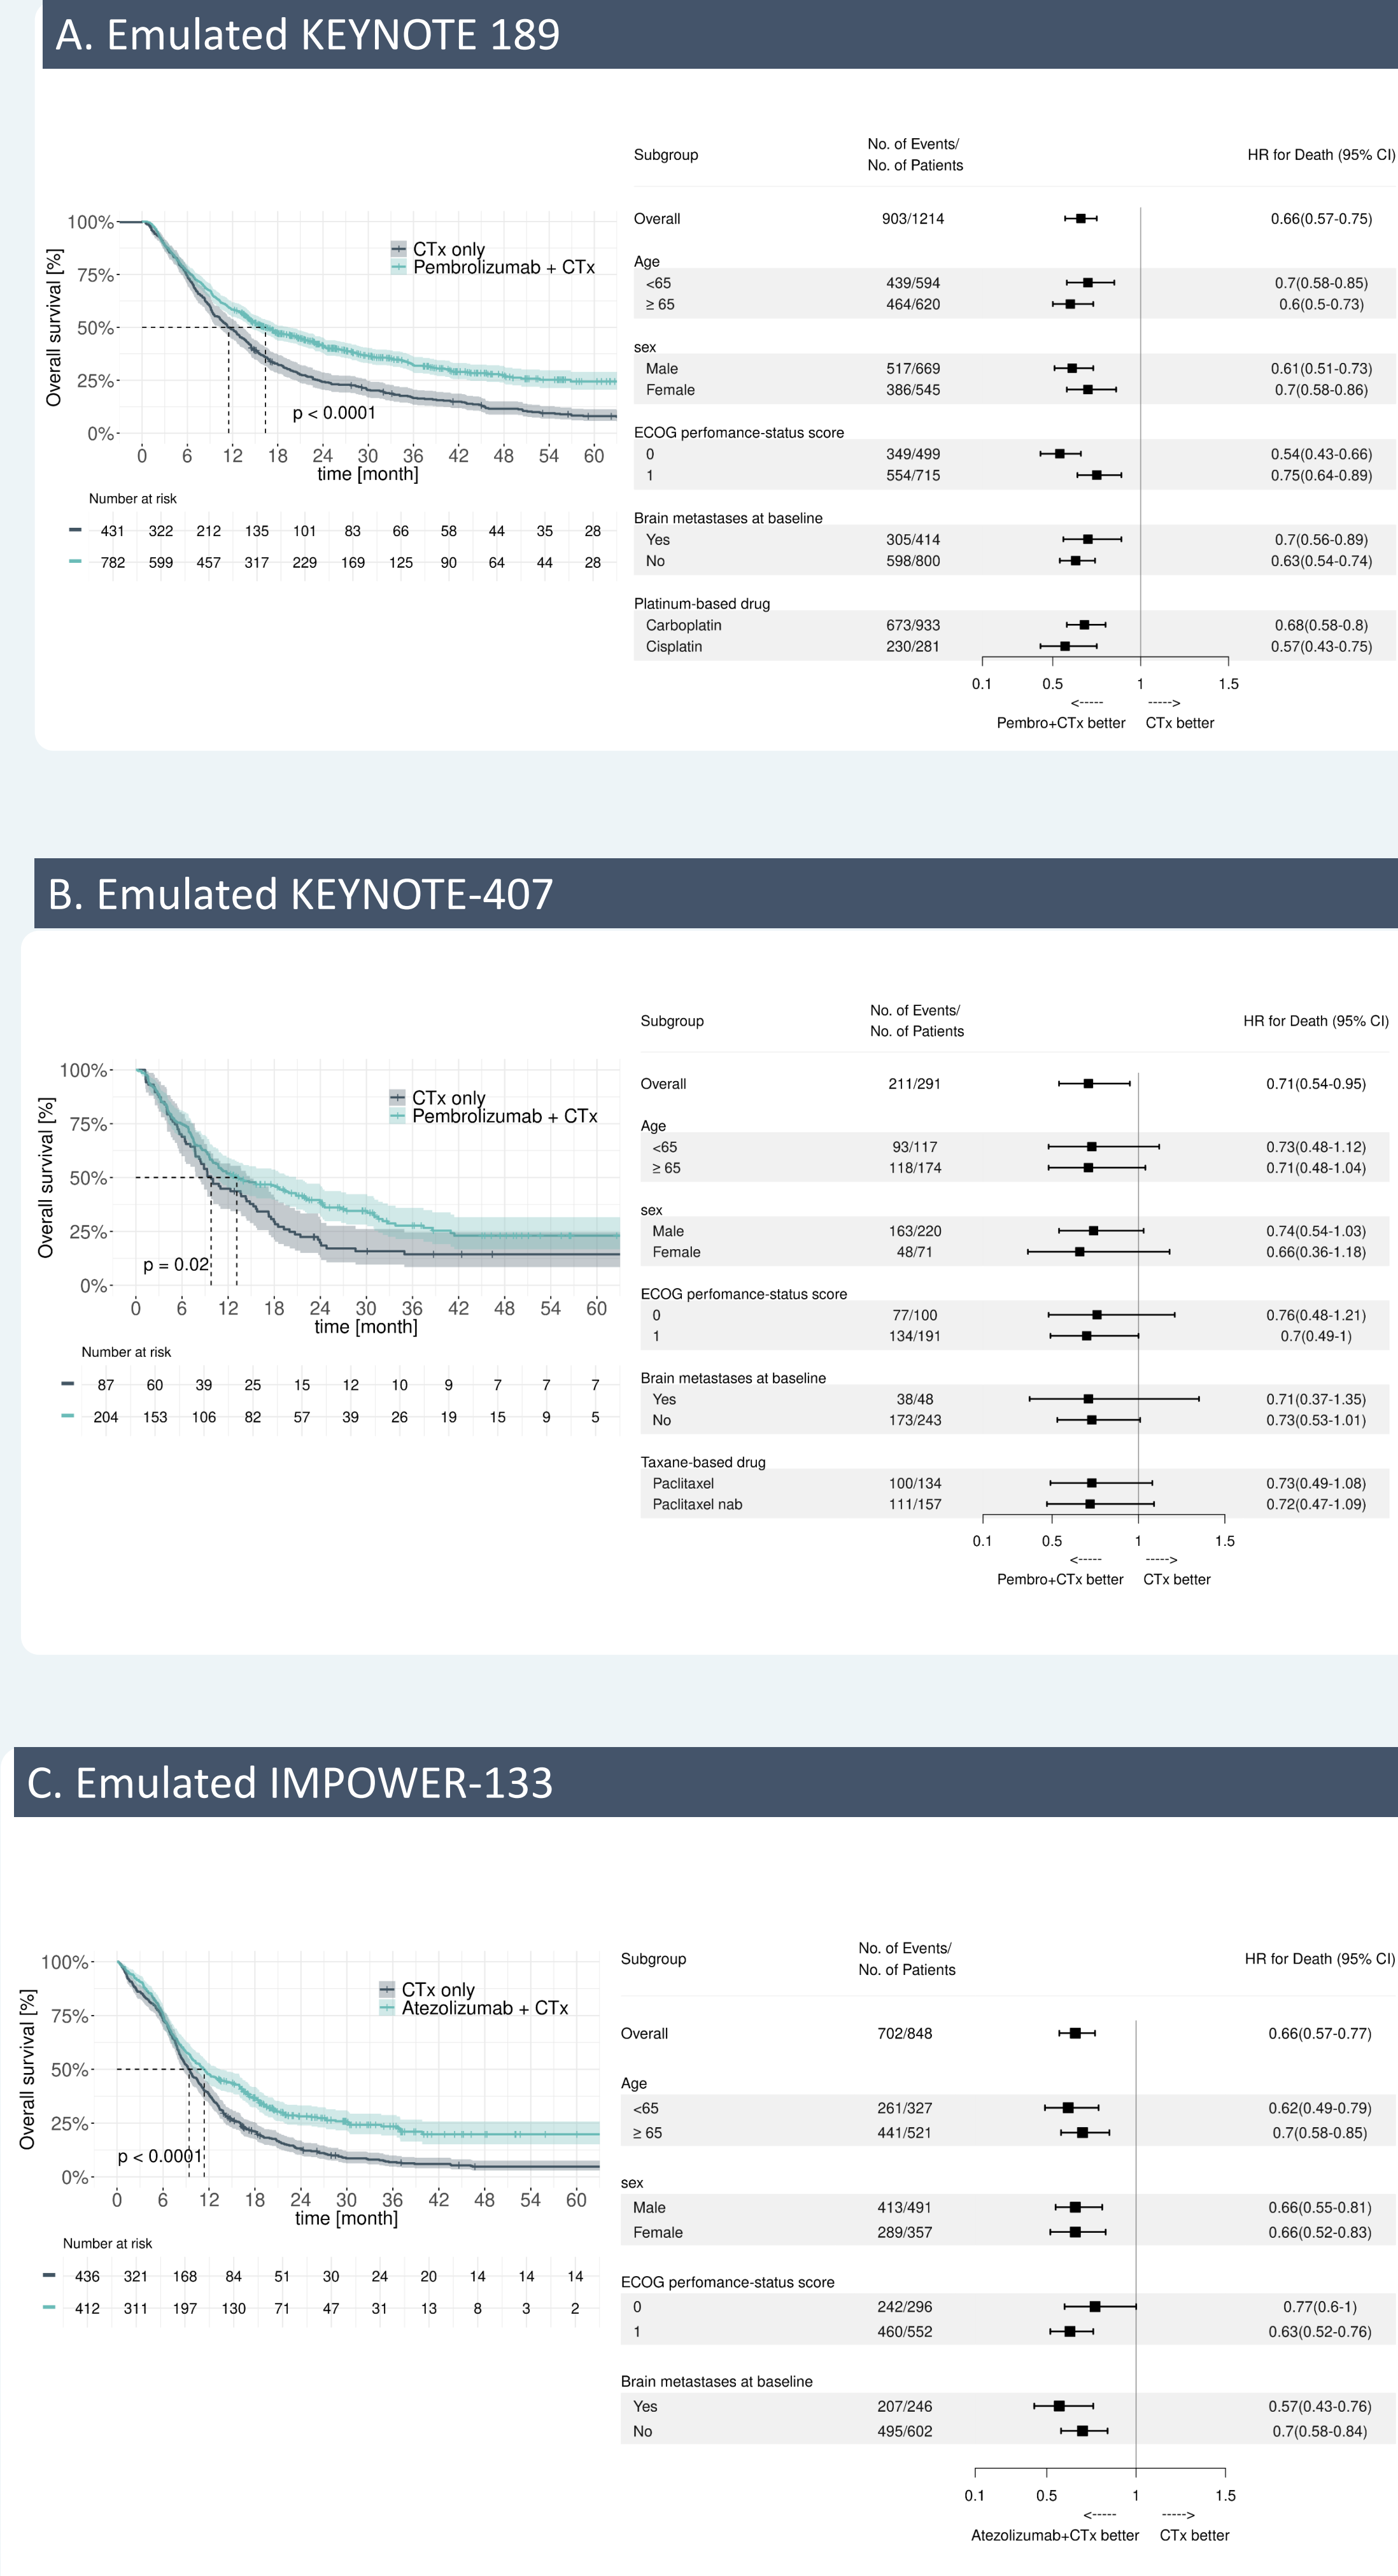 A. Emulated KEYNOTE 189
100%
75%
50%
25%
0%
Overall survival [%]
CTx only
Pembrolizumab + CTx
p < 0.0001
0 6 12 18 24 30 36 42 48 54 60
time [month]
Number at risk
431 322 212 135 101 83 66 58 44 35 28
782 599 457 317 229 169 125 90 64 44 28
Subgroup No. of Events/ No. of Patients HR for Death (95% CI)
Overall 903/1214 0.66(0.57-0.75)
Age
<65 439/594 0.7(0.58-0.85)
≥ 65 464/620 0.6(0.5-0.73)
sex
Male 517/669 0.61(0.51-0.73)
Female 386/545 0.7(0.58-0.86)
ECOG perfomance-status score
0 349/499 0.54(0.43-0.66)
1 554/715 0.75(0.64-0.89)
Brain metastases at baseline
Yes 305/414 0.7(0.56-0.89)
No 598/800 0.63(0.54-0.74)
Platinum-based drug
Carboplatin 673/933 0.68(0.58-0.8)
Cisplatin 230/281 0.57(0.43-0.75)
0.1 0.5 1 1.5
<----- ----->
Pembro+CTx better CTx better
B. Emulated KEYNOTE-407
100%
75%
50%
25%
0%
Overall survival [%]
CTx only
Pembrolizumab + CTx
p = 0.02
0 6 12 18 24 30 36 42 48 54 60
time [month]
Number at risk
87 60 39 25 15 12 10 9 7 7 7
204 153 106 82 57 39 26 19 15 9 5
Subgroup No. of Events/ No. of Patients HR for Death (95% CI)
Overall 211/291 0.71(0.54-0.95)
Age
<65 93/117 0.73(0.48-1.12)
≥ 65 118/174 0.71(0.48-1.04)
sex
Male 163/220 0.74(0.54-1.03)
Female 48/71 0.66(0.36-1.18)
ECOG perfomance-status score
0 77/100 0.76(0.48-1.21)
1 134/191 0.7(0.49-1)
Brain metastases at baseline
Yes 38/48 0.71(0.37-1.35)
No 173/243 0.73(0.53-1.01)
Taxane-based drug
Paclitaxel 100/134 0.73(0.49-1.08)
Paclitaxel nab 111/157 0.72(0.47-1.09)
0.1 0.5 1 1.5
<----- ----->
Pembro+CTx better CTx better
C. Emulated IMPOWER-133
100%
75%
50%
25%
0%
Overall survival [%]
CTx only
Atezolizumab + CTx
p < 0.0001
0 6 12 18 24 30 36 42 48 54 60
time [month]
Number at risk
436 321 168 84 51 30 24 20 14 14 14
412 311 197 130 71 47 31 13 8 3 2
Subgroup No. of Events/ No. of Patients HR for Death (95% CI)
Overall 702/848 0.66(0.57-0.77)
Age
<65 261/327 0.62(0.49-0.79)
≥ 65 441/521 0.7(0.58-0.85)
sex
Male 413/491 0.66(0.55-0.81)
Female 289/357 0.66(0.52-0.83)
ECOG perfomance-status score
0 242/296 0.77(0.6-1)
1 460/552 0.63(0.52-0.76)
Brain metastases at baseline
Yes 207/246 0.57(0.43-0.76)
No 495/602 0.7(0.58-0.84)
0.1 0.5 1 1.5
<----- ----->
Atezolizumab+CTx better CTx better